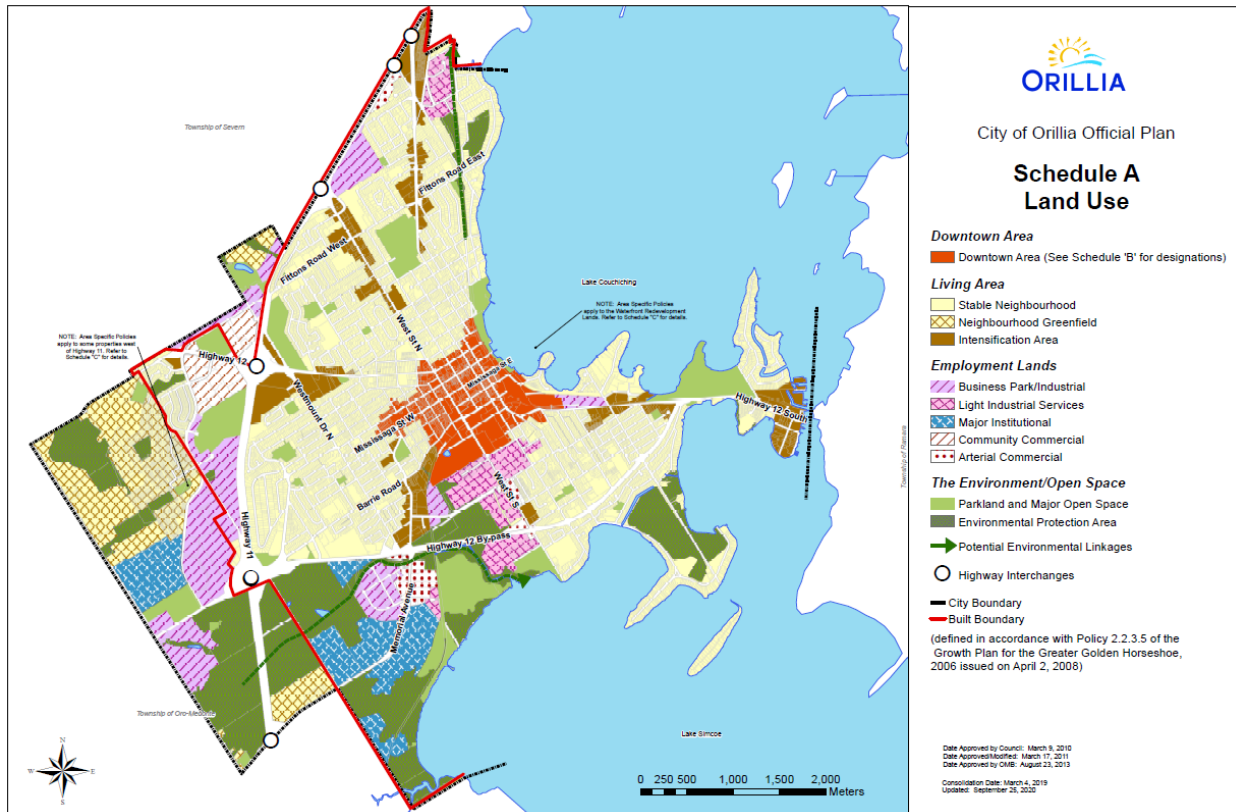 Township of Severn
Fittons Road East
Fittons Road West
Lake Couchiching
NOTE: Area Specific Policies
apply to the Waterfront Redevelopment
Lands. Refer to Schedule "C" for details.
NOTE: Area Specific Policies
apply to some properties west
of Highway 11. Refer to
Schedule "C" for details.
West St N
Highway 12
Mississaga St E
Westmount Dr N
Highway 12 South
Mississaga St W
Township of Ramara
Barrie Road
West St S
Highway 11
Highway 12 By-pass
Memorial Avenue
Township of Oro-Medonte
Lake Simcoe
N
W
E
S
0 250 500 1,000 1,500 2,000
Meters
ORILLIA
City of Orillia Official Plan
Schedule A
Land Use
Downtown Area
Downtown Area (See Schedule 'B' for designations)
Living Area
Stable Neighbourhood
Neighbourhood Greenfield
Intensification Area
Employment Lands
Business Park/Industrial
Light Industrial Services
Major Institutional
Community Commercial
Arterial Commercial
The Environment/Open Space
Parkland and Major Open Space
Environmental Protection Area
Potential Environmental Linkages
Highway Interchanges
City Boundary
Built Boundary
(defined in accordance with Policy 2.2.3.5 of the
Growth Plan for the Greater Golden Horseshoe,
2006 issued on April 2, 2008)
Date Approved by Council: March 9, 2010
Date Approved/Modified: March 17, 2011
Date Approved by OMB: August 23, 2013
Consolidation Date: March 4, 2019
Updated: September 25, 2020